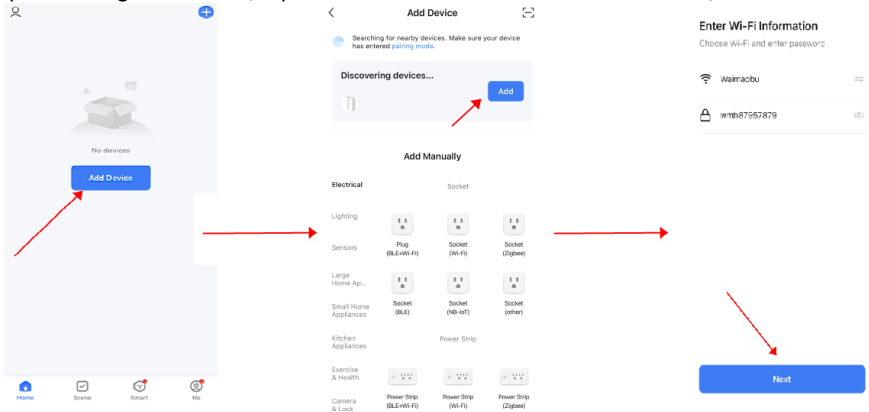 No devices
Add Device
Home
Scene
Smart
Me
Add Device
Searching for nearby devices. Make sure your device
has entered pairing mode.
Discovering devices...
Add
Add Manually
Electrical
Socket
Lighting
Plug
(BLE+Wi-Fi)
Socket
(Wi-Fi)
Socket
(Zigbee)
Sensors
Large
Home Ap...
Socket
(BLE)
Socket
(NB-IoT)
Socket
(other)
Small Home
Appliances
Kitchen
Appliances
Power Strip
Exercise
& Health
Power Strip
(BLE+Wi-Fi)
Power Strip
(Wi-Fi)
Power Strip
(Zigbee)
Camera
& Lock
Enter Wi-Fi Information
Choose Wi-Fi and enter password
Waimaobu
wmb87957879
Next